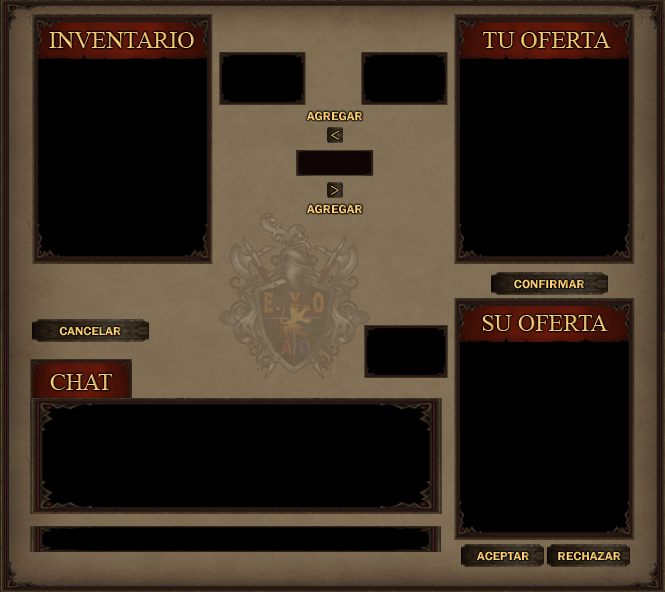 INVENTARIO
TU OFERTA
AGREGAR
<
>
AGREGAR
CONFIRMAR
E.V.O
A O
CANCELAR
SU OFERTA
CHAT
ACEPTAR
RECHAZAR